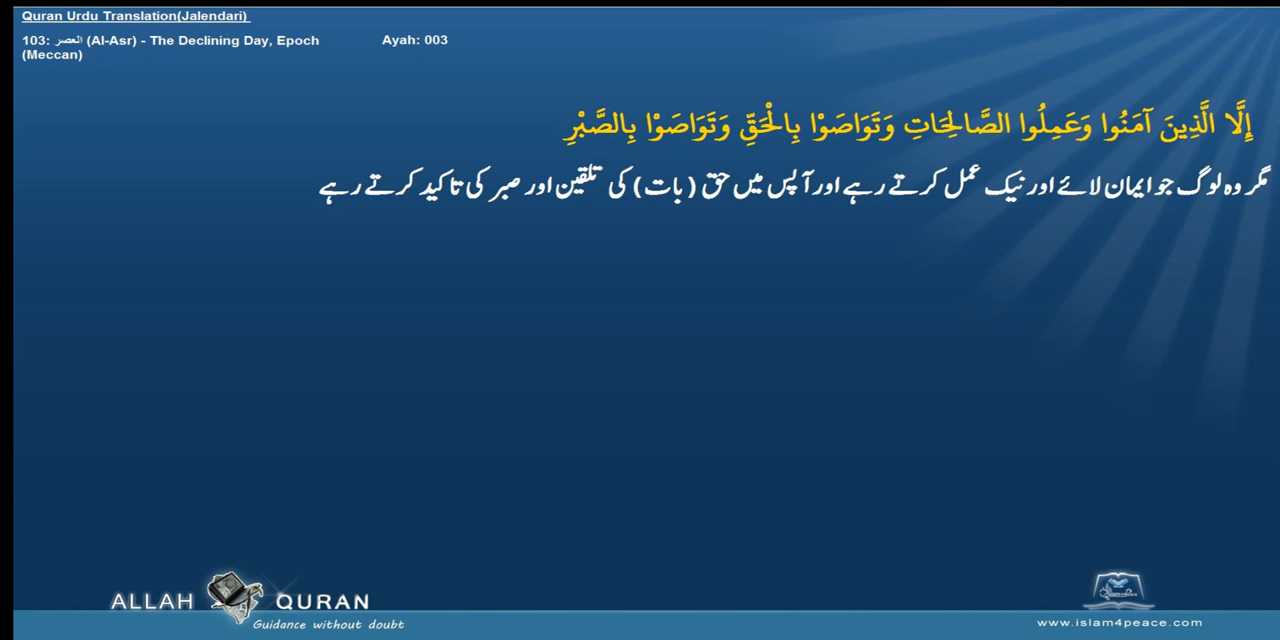 Quran Urdu Translation(Jalendari)
103: العصر (Al-Asr) - The Declining Day, Epoch (Meccan)
Ayah: 003
إِلَّا الَّذِينَ آمَنُوا وَعَمِلُوا الصَّالِحَاتِ وَتَوَاصَوْا بِالْحَقِّ وَتَوَاصَوْا بِالصَّبْرِ
مگر وہ لوگ جو ایمان لائے اور نیک عمل کرتے رہے اور آپس میں حق (بات) کی تلقین اور صبر کی تاکید کرتے رہے
ALLAH QURAN
Guidance without doubt
www.islam4peace.com